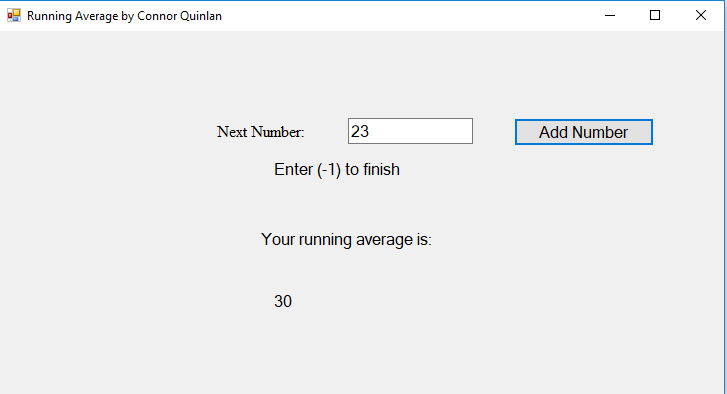 Running Average by Connor Quinlan
Next Number: 23 Add Number
Enter (-1) to finish
Your running average is:
30